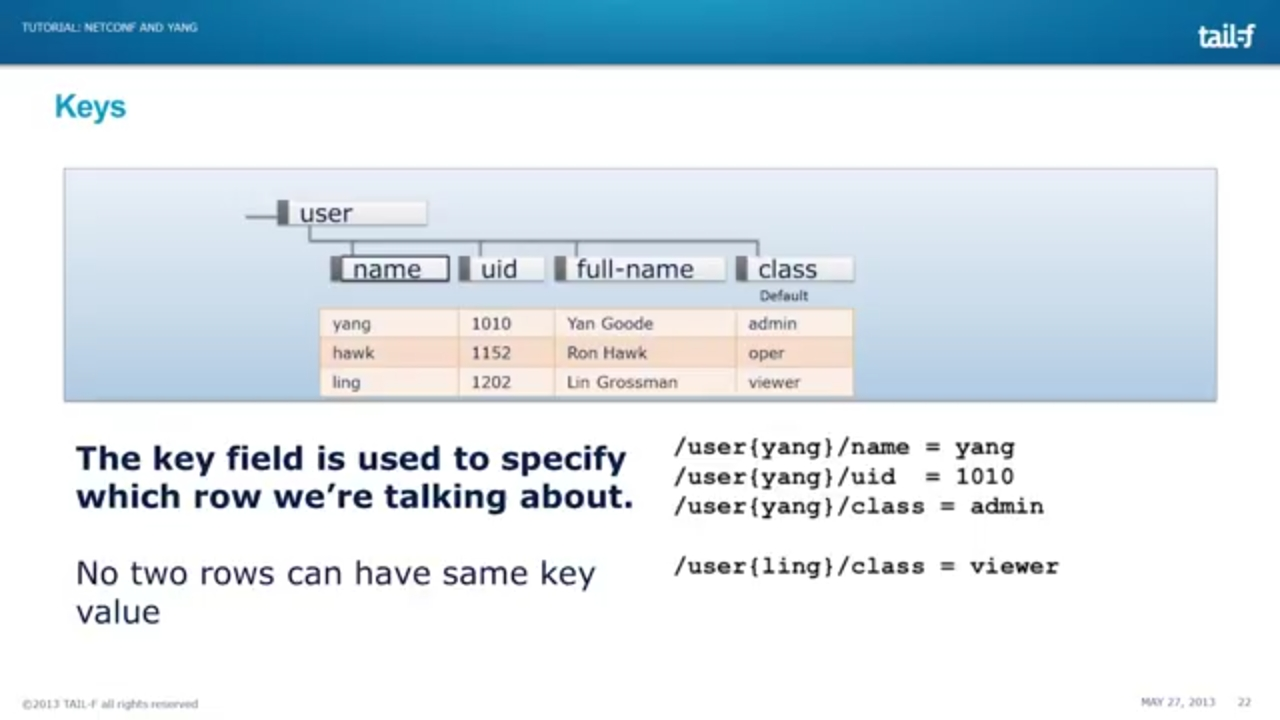 TUTORIAL: NETCONF AND YANG
tail-f
Keys
user
name uid full-name class
Default
yang 1010 Yan Goode admin
hawk 1152 Ron Hawk oper
ling 1202 Lin Grossman viewer
The key field is used to specify
which row we’re talking about.
No two rows can have same key
value
/user{yang}/name = yang
/user{yang}/uid  = 1010
/user{yang}/class = admin
/user{ling}/class = viewer
©2013 TAIL-F all rights reserved
MAY 27, 2013 22